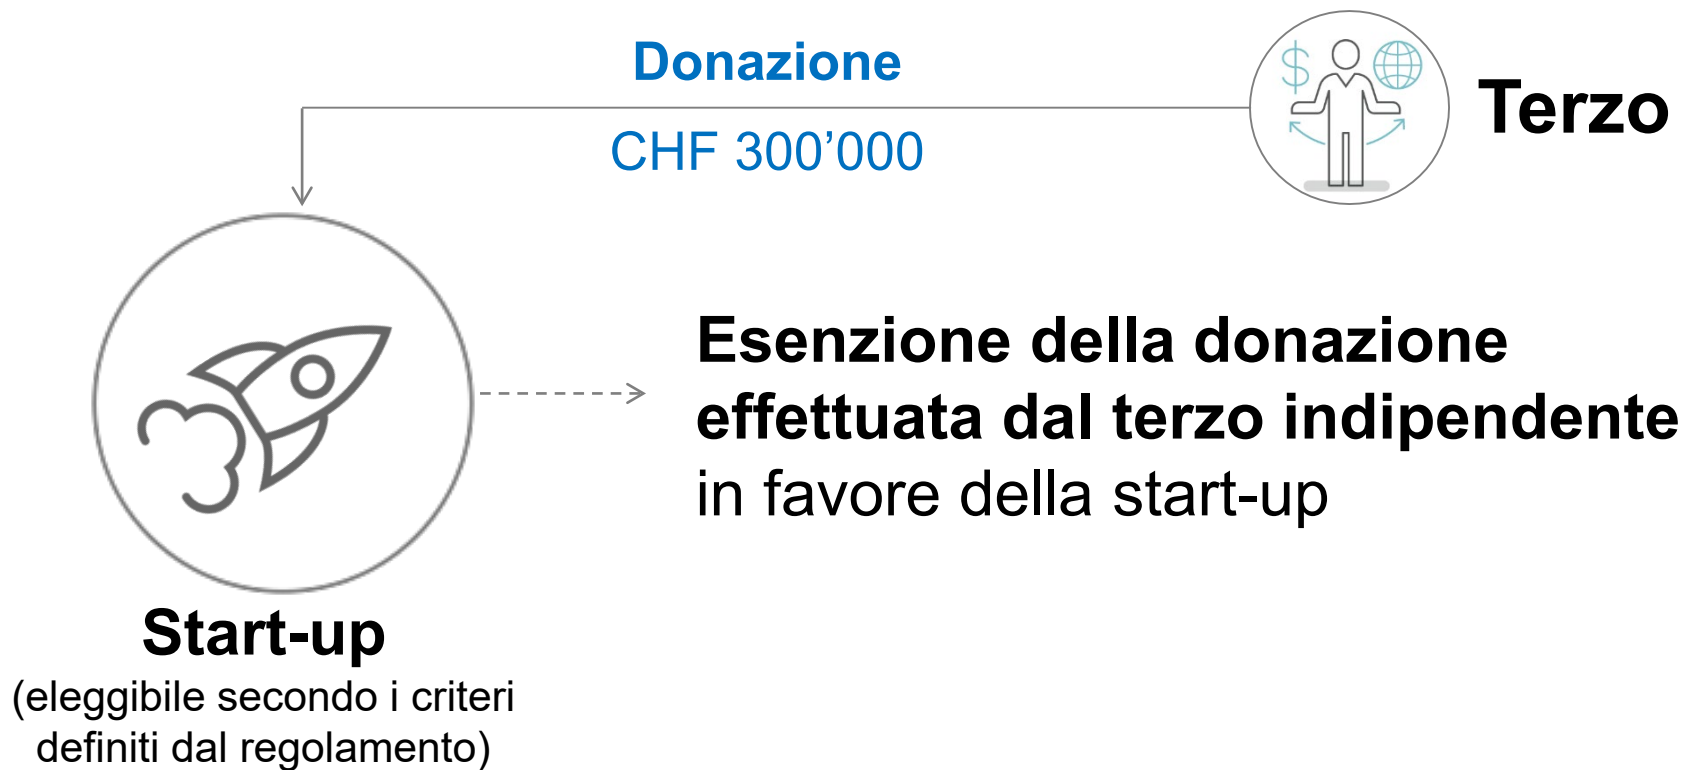 Donazione
CHF 300’000
Terzo
Esenzione della donazione
effettuata dal terzo indipendente
in favore della start-up
Start-up
(eleggibile secondo i criteri
definiti dal regolamento)